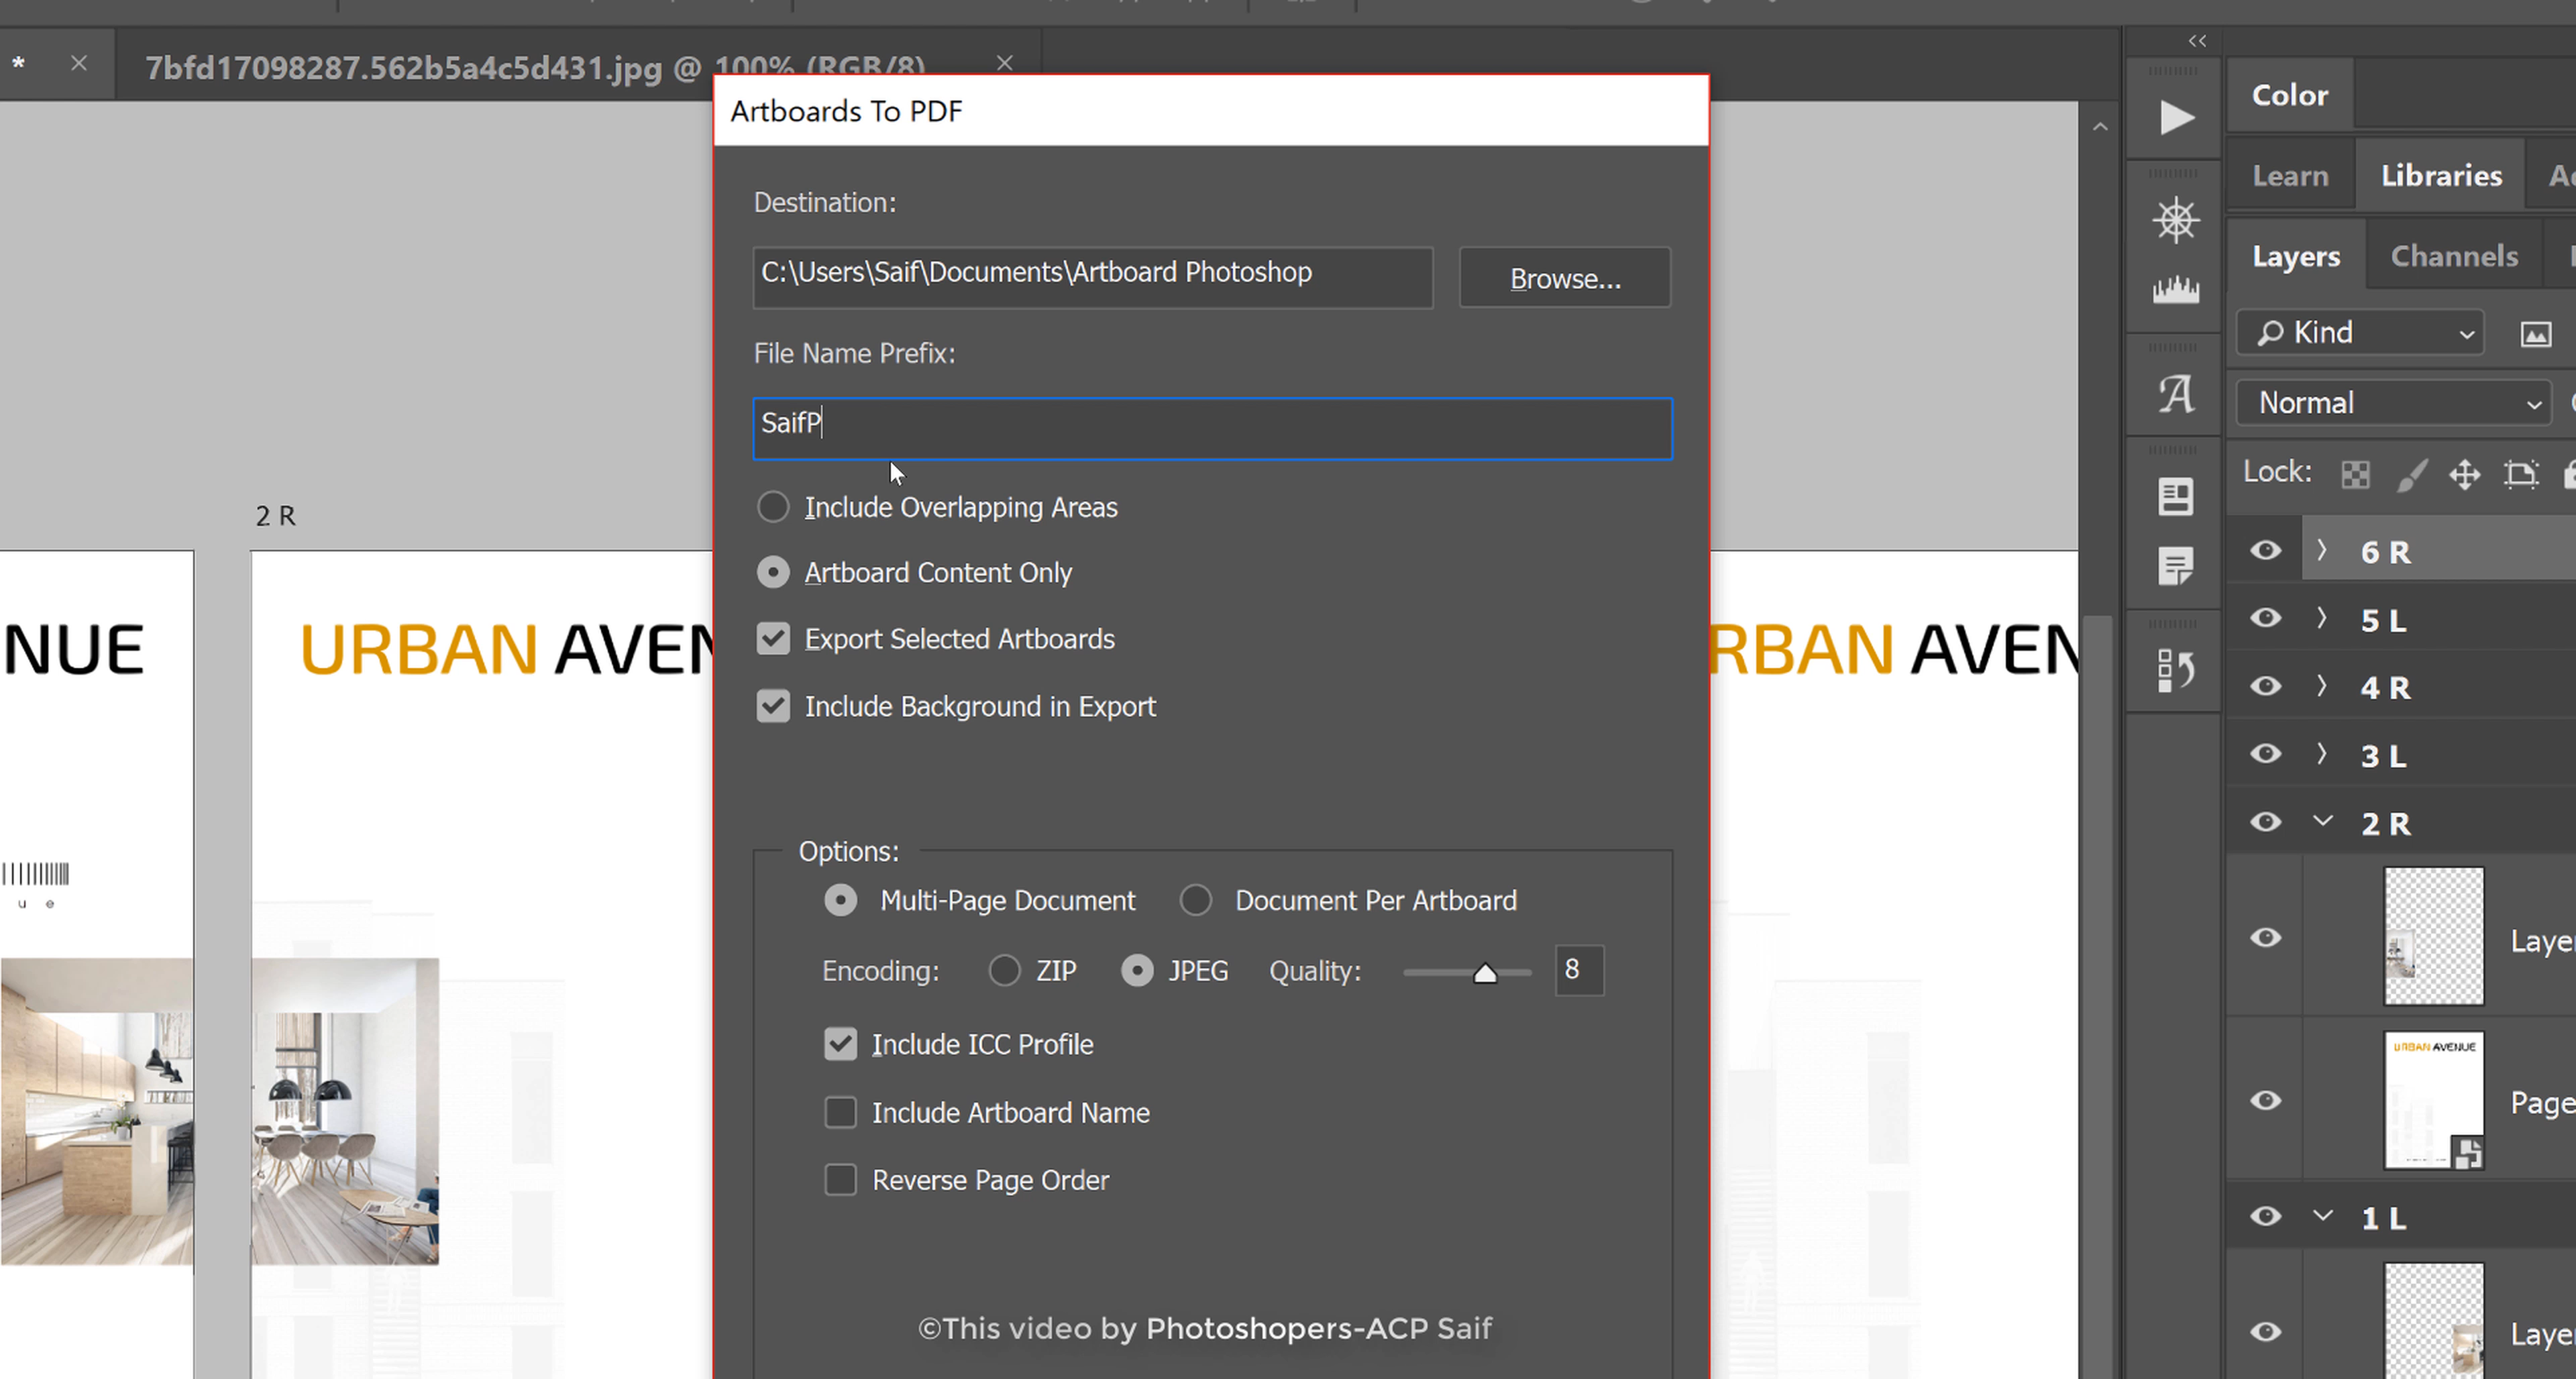 *
7bfd17098287.562b5a4c5d431.jpg @ 100% (RGB/8)
Artboards To PDF
Destination:
C:\Users\Saif\Documents\Artboard Photoshop
Browse...
File Name Prefix:
SaifP
Include Overlapping Areas
Artboard Content Only
Export Selected Artboards
Include Background in Export
Options:
Multi-Page Document
Document Per Artboard
Encoding:
ZIP
JPEG
Quality:
8
Include ICC Profile
Include Artboard Name
Reverse Page Order
©This video by Photoshopers-ACP Saif
2 R
NUE
URBAN AVEN
RBAN AVEN
u e
Color
Learn
Libraries
Layers
Channels
Kind
Normal
Lock:
6 R
5 L
4 R
3 L
2 R
Laye
URBAN AVENUE
Page
1 L
Laye